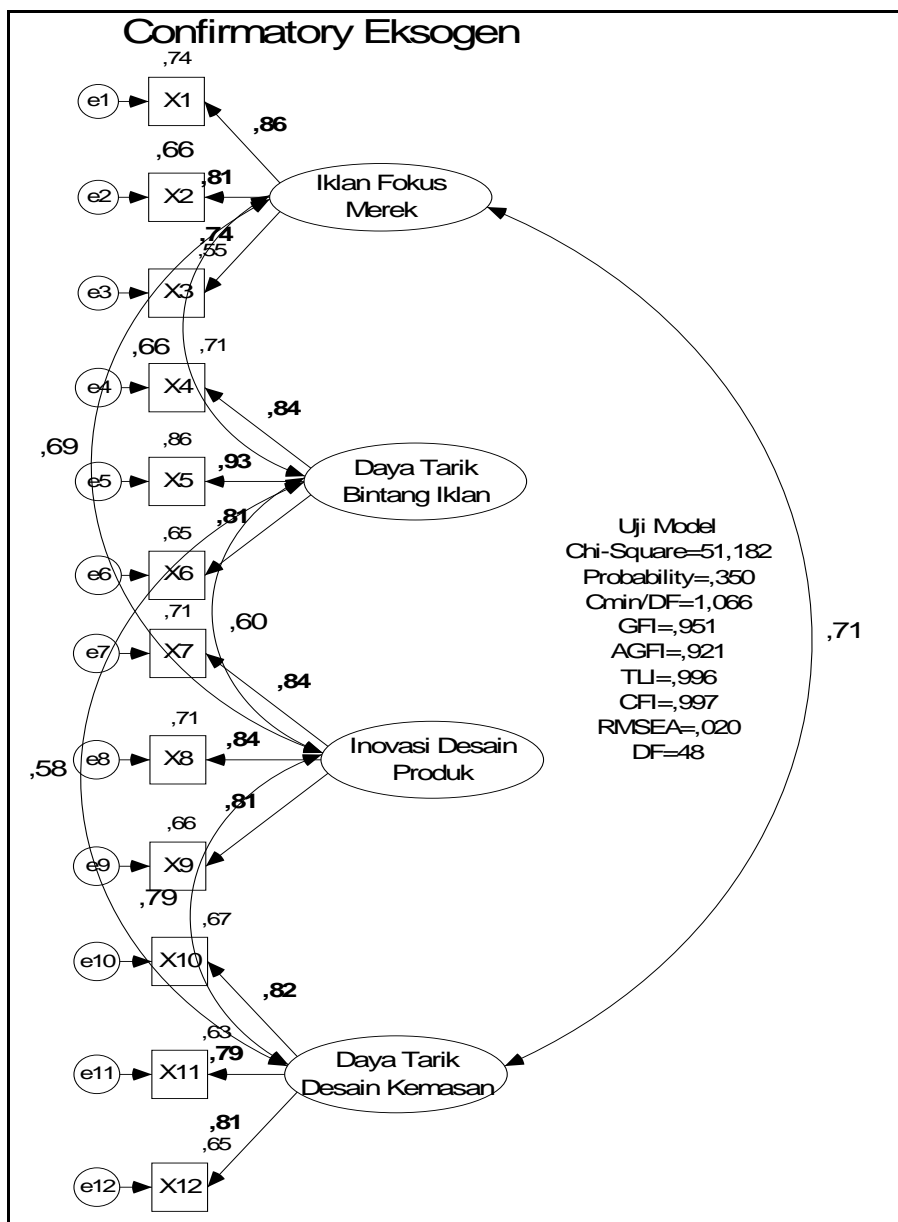 Confirmatory Eksogen
,74
e1
X1
,86
,66
e2
X2
,81
Iklan Fokus
Merek
,74
,55
e3
X3
,66
,71
e4
X4
,84
,69
,86
e5
X5
,93
Daya Tarik
Bintang Iklan
,81
,65
e6
X6
,60
,71
e7
X7
,84
,71
e8
X8
,84
Inovasi Desain
Produk
,58
,81
,66
e9
X9
,79
,67
e10
X10
,82
,63
,79
e11
X11
Daya Tarik
Desain Kemasan
,81
,65
e12
X12
Uji Model
Chi-Square=51,182
Probability=,350
Cmin/DF=1,066
GFI=,951
AGFI=,921
TLI=,996
CFI=,997
RMSEA=,020
DF=48
,71